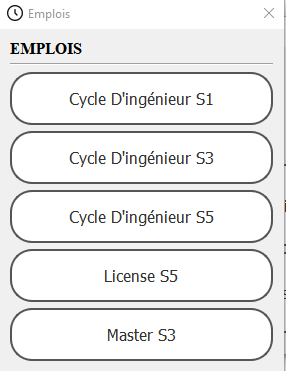 Emplois
EMPLOIS
Cycle D'ingénieur S1
Cycle D'ingénieur S3
Cycle D'ingénieur S5
License S5
Master S3